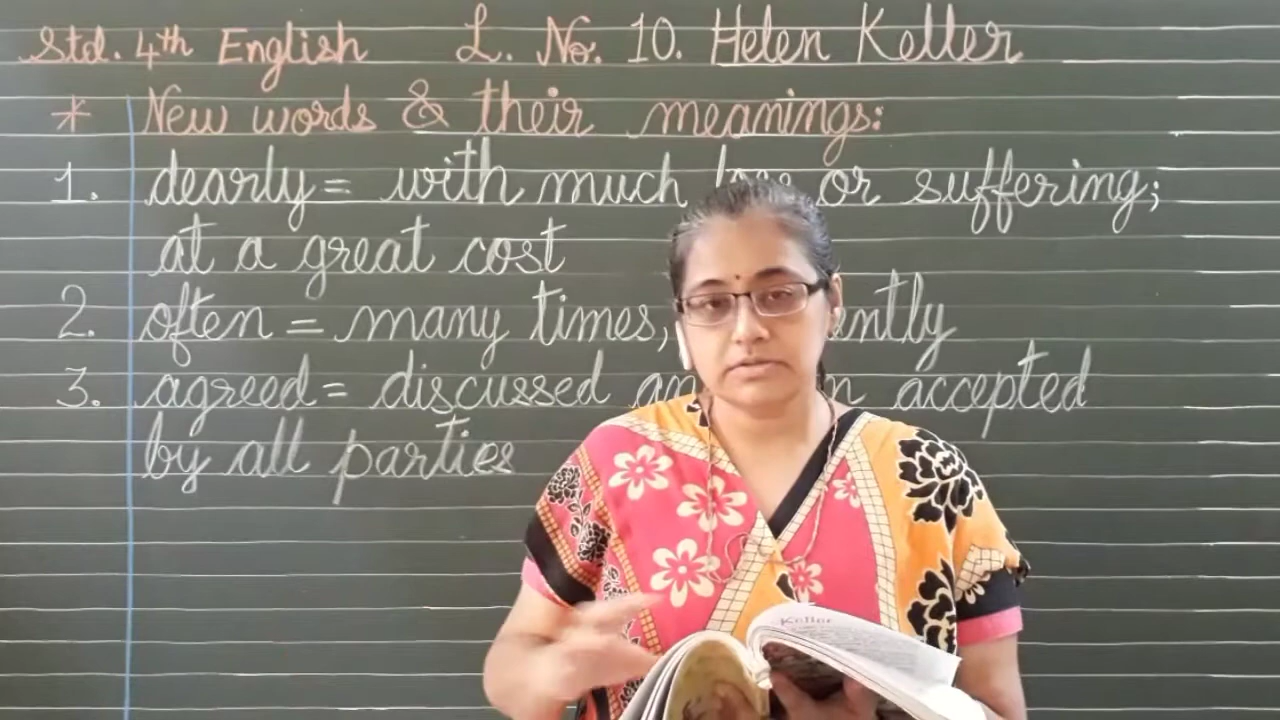 Std. 4th English L. No. 10. Helen Keller
* New words & their meanings:
1. dearly = with much or suffering;
at a great cost
2. often = many times,
3. agreed = discussed accepted
by all parties
Keller